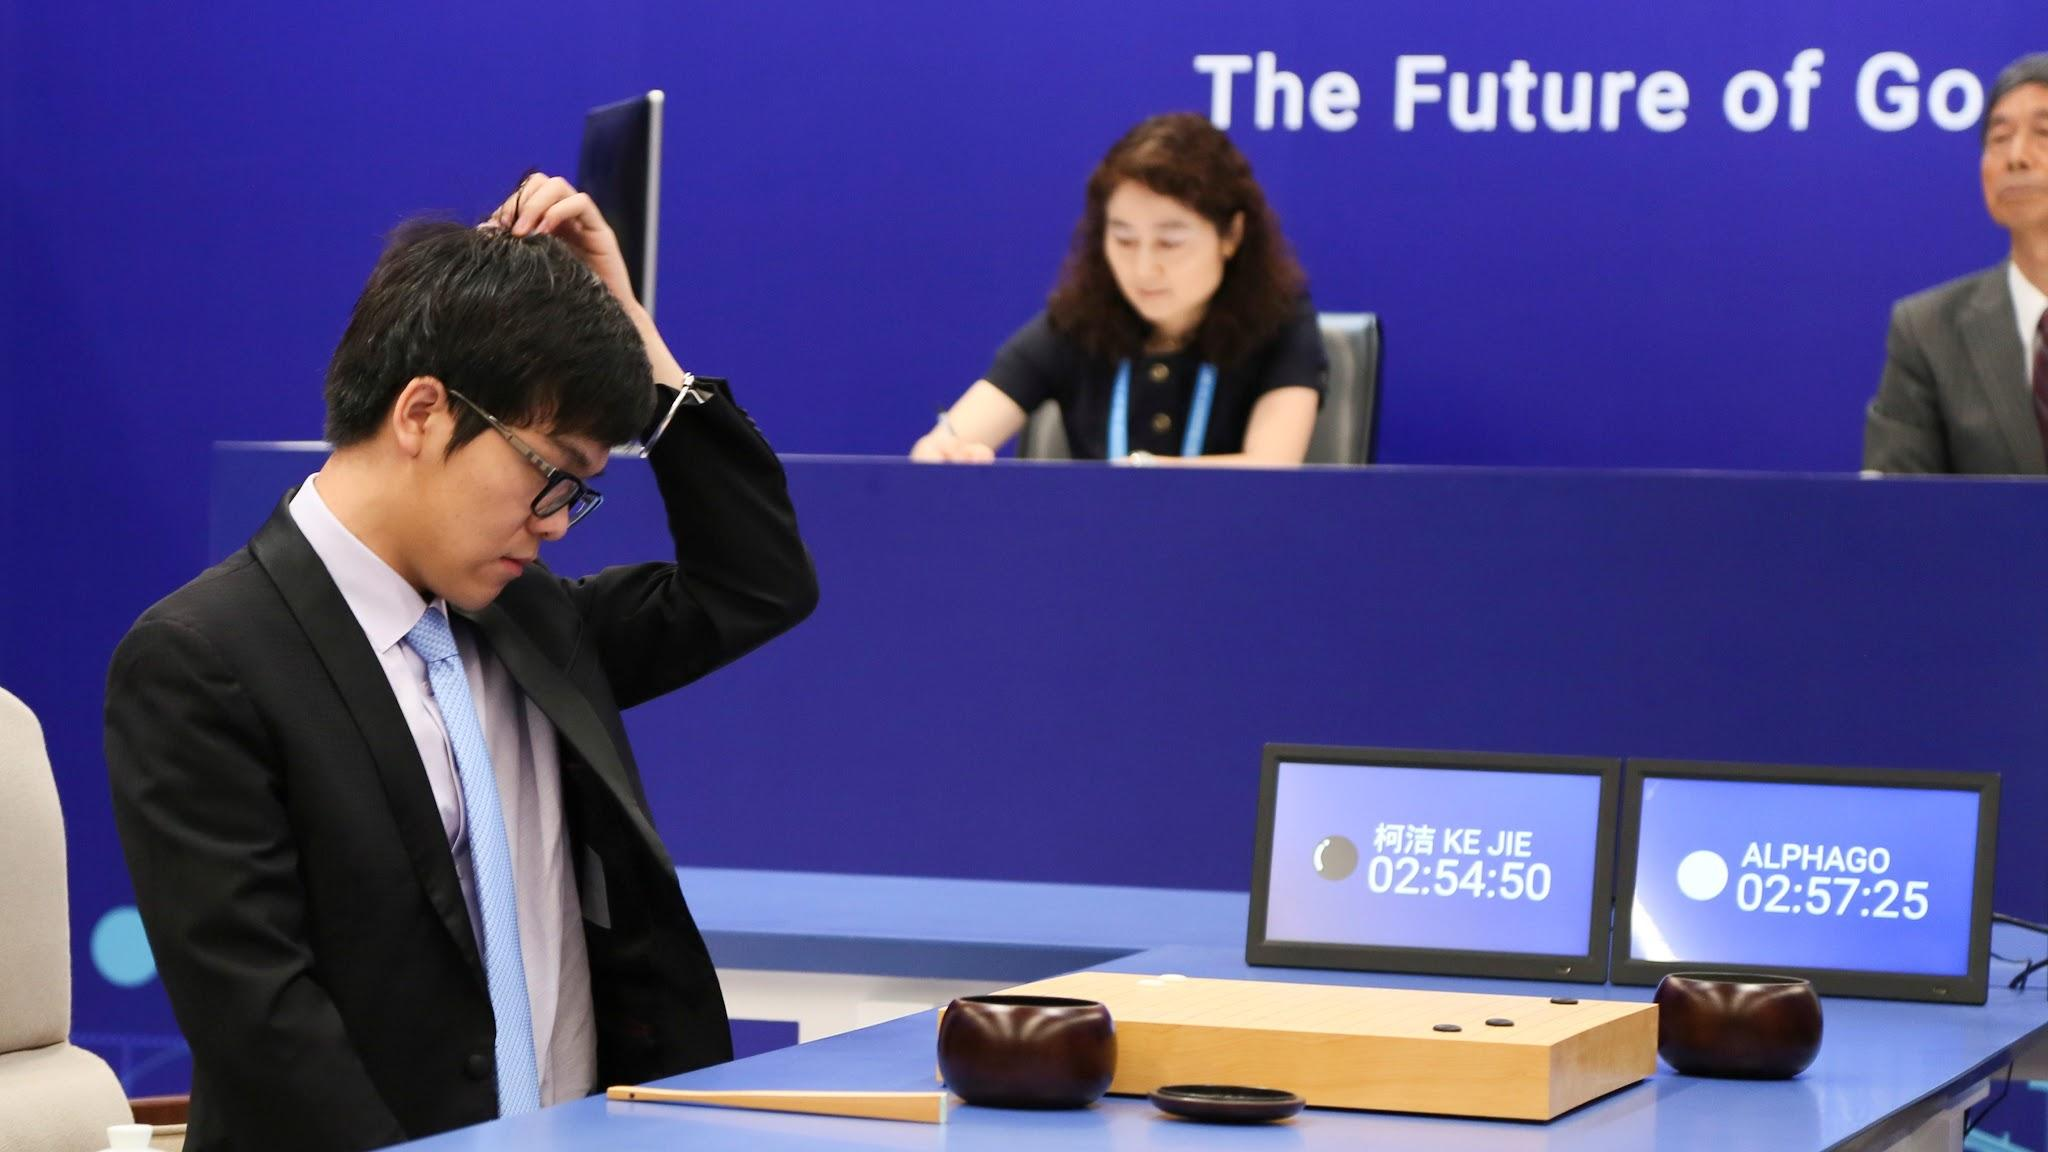 The Future of Go
柯洁 KE JIE
02:54:50
ALPHAGO
02:57:25